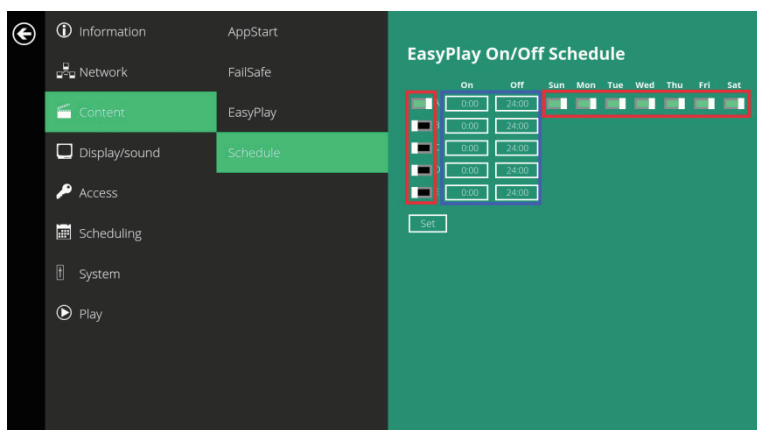 Information
Network
Content
Display/sound
Access
Scheduling
System
Play
AppStart
FailSafe
EasyPlay
Schedule
EasyPlay On/Off Schedule
On Off Sun Mon Tue Wed Thu Fri Sat
0:00 24:00
0:00 24:00
0:00 24:00
0:00 24:00
0:00 24:00
Set